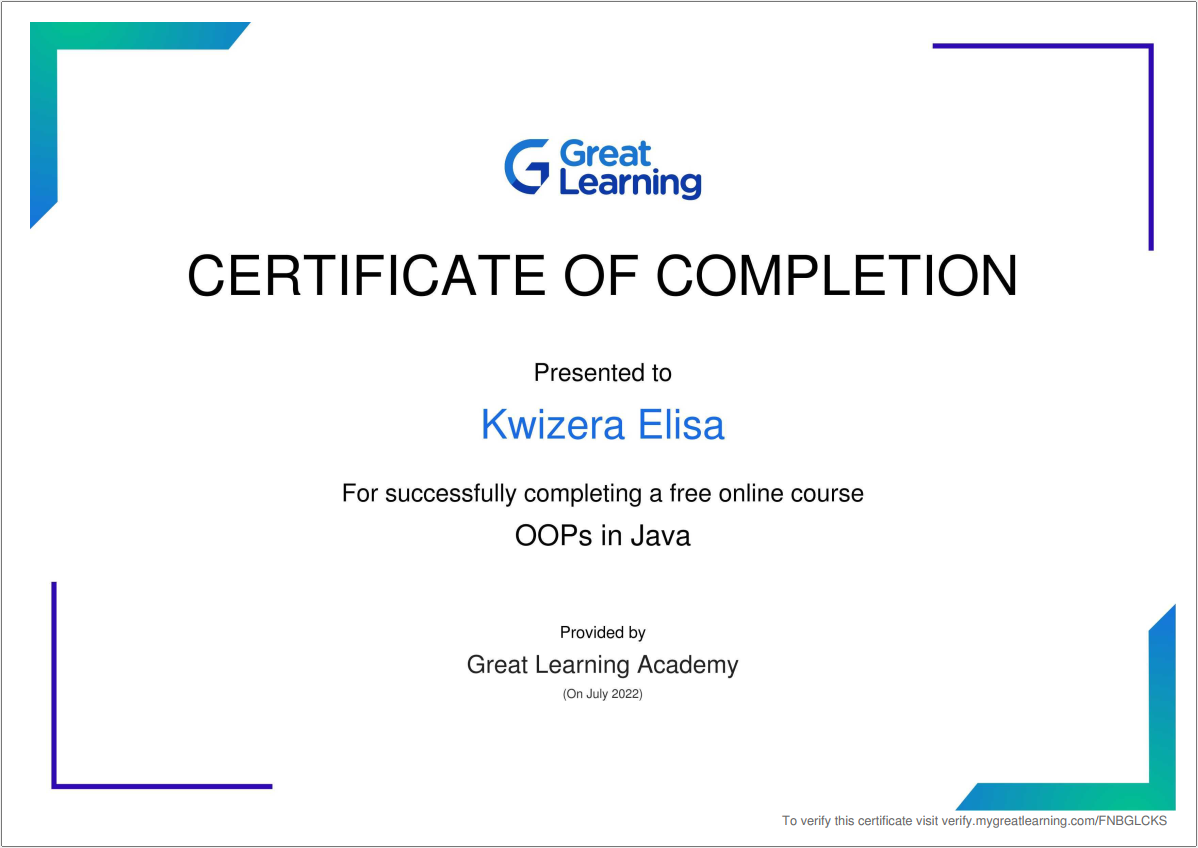 Great
Learning
CERTIFICATE OF COMPLETION
Presented to
Kwizera Elisa
For successfully completing a free online course
OOPs in Java
Provided by
Great Learning Academy
(On July 2022)
To verify this certificate visit verify.mygreatlearning.com/FNBGLCKS